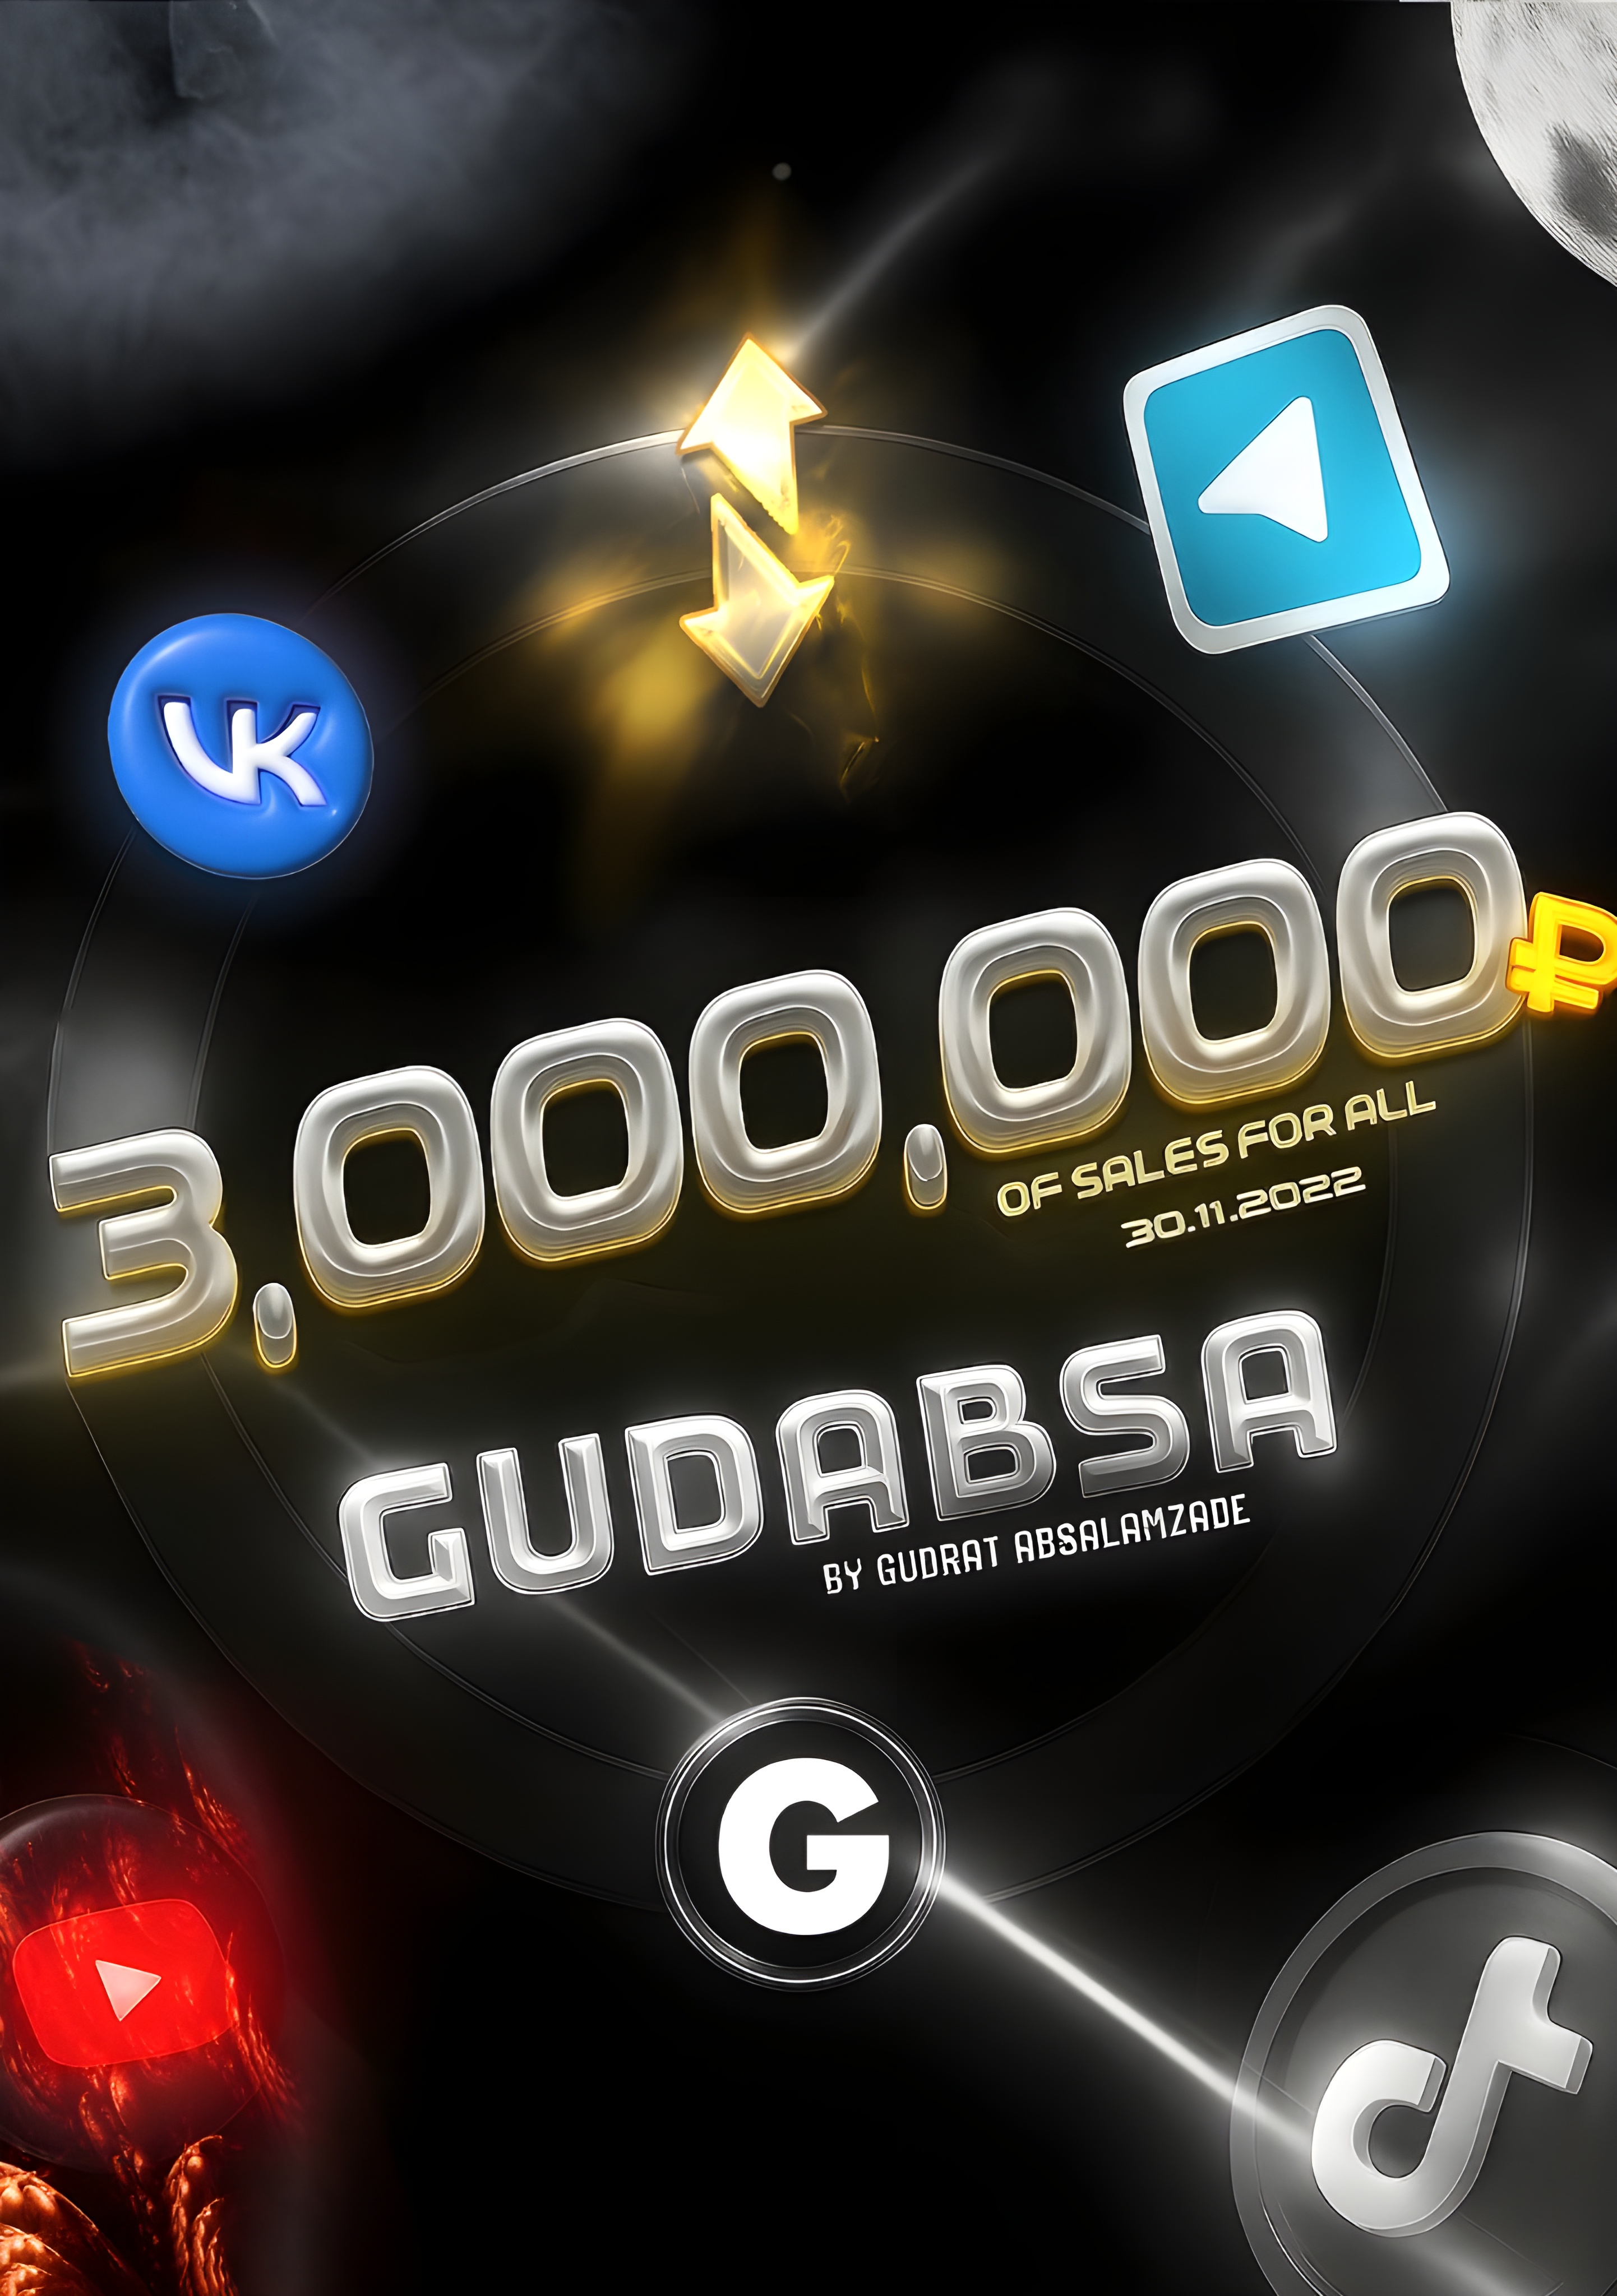 VK
3,000,000₽
OF SALES FOR ALL
30.11.2022
GUDABSA
BY GUDRAT ABSALAMZADE
G